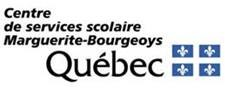 Centre
de services scolaire
Marguerite-Bourgeoys
Québec